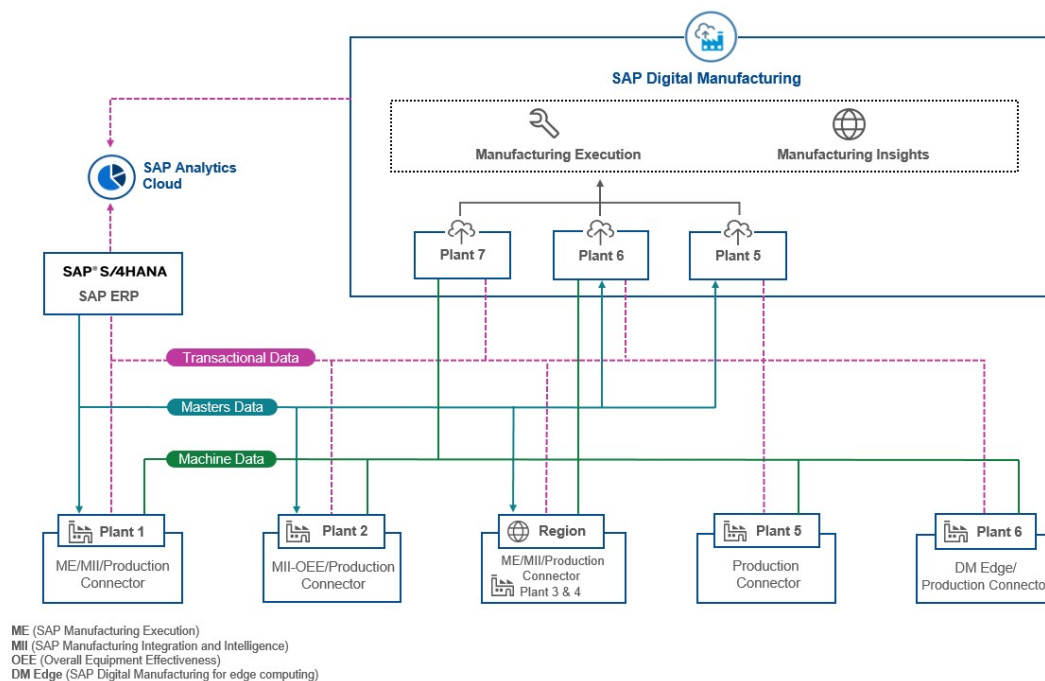 SAP Digital Manufacturing
Manufacturing Execution
Manufacturing Insights
SAP Analytics
Cloud
Plant 7
Plant 6
Plant 5
SAP® S/4HANA
SAP ERP
Transactional Data
Masters Data
Machine Data
Plant 1
ME/MII/Production
Connector
Plant 2
MII-OEE/Production
Connector
Region
ME/MII/Production
Connector
Plant 3 & 4
Plant 5
Production
Connector
Plant 6
DM Edge/
Production Connector
ME (SAP Manufacturing Execution)
MII (SAP Manufacturing Integration and Intelligence)
OEE (Overall Equipment Effectiveness)
DM Edge (SAP Digital Manufacturing for edge computing)